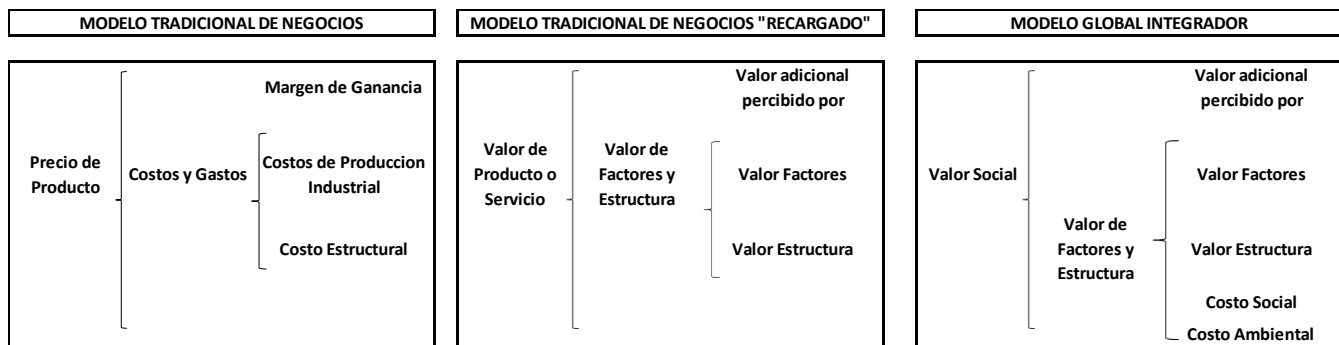 MODELO TRADICIONAL DE NEGOCIOS
Margen de Ganancia
Precio de
Producto
Costos y Gastos
Costos de Produccion
Industrial
Costo Estructural
MODELO TRADICIONAL DE NEGOCIOS "RECARGADO"
Valor adicional
percibido por
Valor de
Producto o
Servicio
Valor de
Factores y
Estructura
Valor Factores
Valor Estructura
MODELO GLOBAL INTEGRADOR
Valor adicional
percibido por
Valor Social
Valor Factores
Valor de
Factores y
Estructura
Valor Estructura
Costo Social
Costo Ambiental